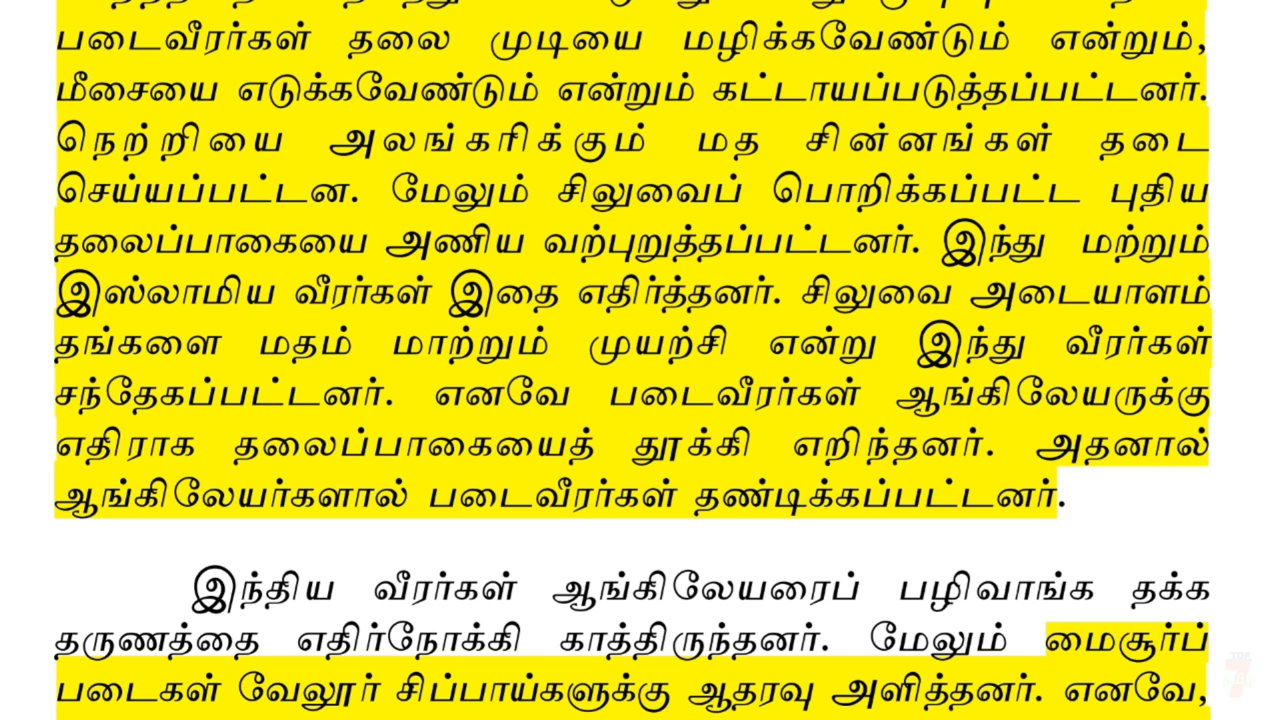 படைவீரர்கள் தலை முடியை மழிக்கவேண்டும் என்றும்,
மீசையை எடுக்கவேண்டும் என்றும் கட்டாயப்படுத்தப்பட்டனர்.
நெற்றியை அலங்கரிக்கும் மத சின்னங்கள் தடை
செய்யப்பட்டன. மேலும் சிலுவைப் பொறிக்கப்பட்ட புதிய
தலைப்பாகையை அணிய வற்புறுத்தப்பட்டனர். இந்து மற்றும்
இஸ்லாமிய வீரர்கள் இதை எதிர்த்தனர். சிலுவை அடையாளம்
தங்களை மதம் மாற்றும் முயற்சி என்று இந்து வீரர்கள்
சந்தேகப்பட்டனர். எனவே படைவீரர்கள் ஆங்கிலேயருக்கு
எதிராக தலைப்பாகையைத் தூக்கி எறிந்தனர். அதனால்
ஆங்கிலேயர்களால் படைவீரர்கள் தண்டிக்கப்பட்டனர்.
இந்திய வீரர்கள் ஆங்கிலேயரைப் பழிவாங்க தக்க
தருணத்தை எதிர்நோக்கி காத்திருந்தனர். மேலும் மைசூர்ப்
படைகள் வேலூர் சிப்பாய்களுக்கு ஆதரவு அளித்தனர். எனவே,